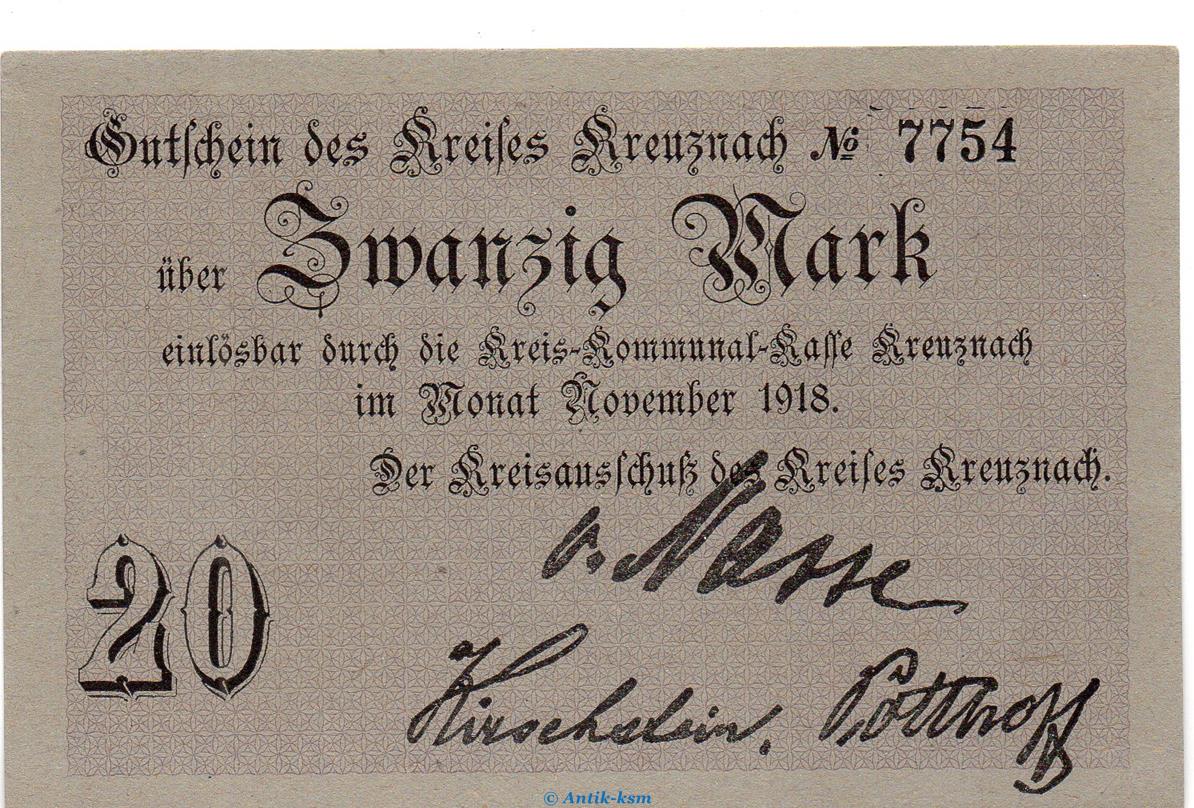 Gutschein des Kreises Kreuznach № 7754
über Zwanzig Mark
einlösbar durch die Kreis-Kommunal-Kasse Kreuznach
im Monat November 1918.
Der Kreisausschuß des Kreises Kreuznach.
v. Nasse
20
Hirschstein, Potthoff
© Antik-ksm